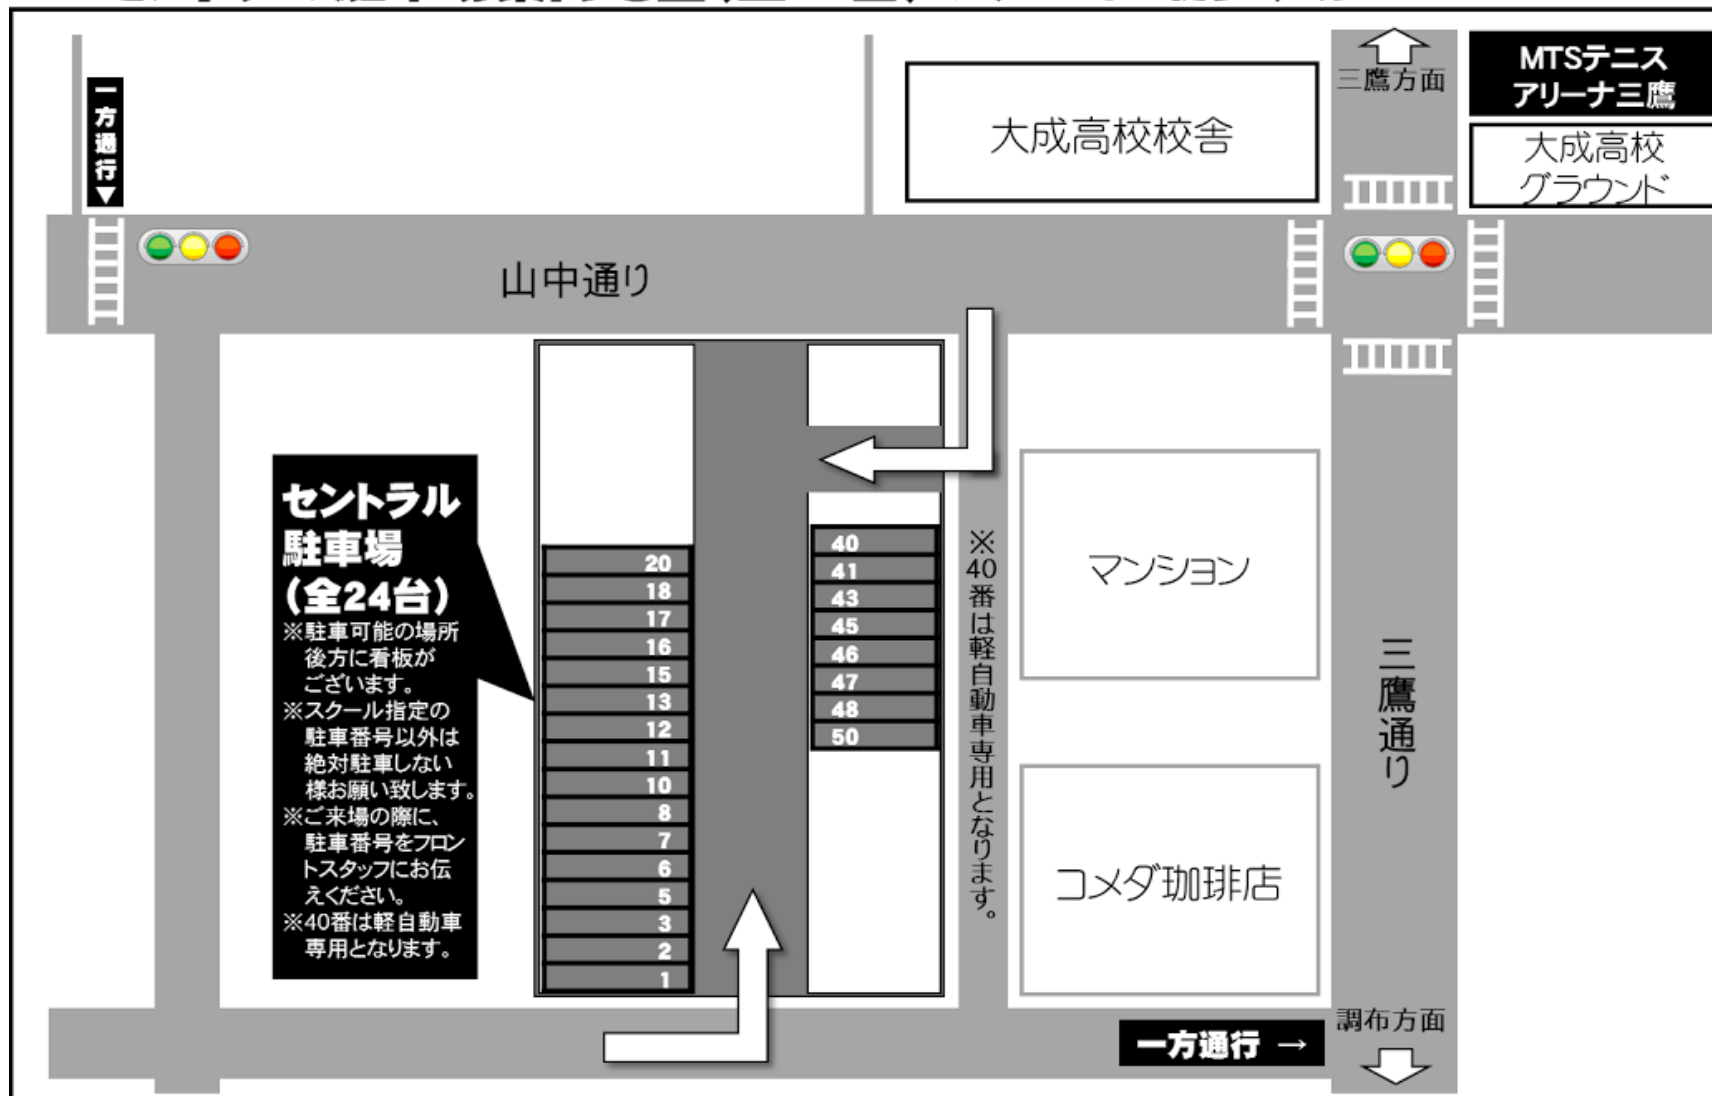 三鷹方面
MTSテニス
アリーナ三鷹
一方通行▼
大成高校校舎
大成高校
グラウンド
山中通り
セントラル
駐車場
(全24台)
※駐車可能の場所
後方に看板が
ございます。
※スクール指定の
駐車番号以外は
絶対駐車しない
様お願い致します。
※ご来場の際に、
駐車番号をフロン
トスタッフにお伝
えください。
※40番は軽自動車
専用となります。
20
18
17
16
15
13
12
11
10
8
7
6
5
3
2
1
40
41
43
45
46
47
48
50
※40番は軽自動車専用となります。
マンション
コメダ珈琲店
三鷹通り
一方通行 →
調布方面